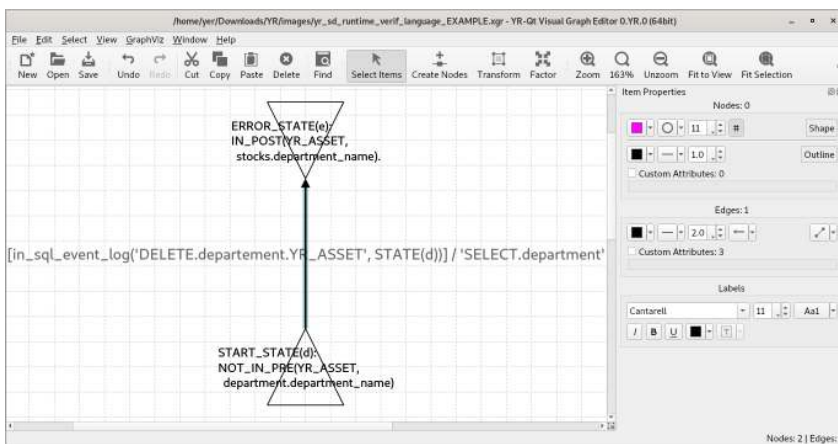 /home/yer/Downloads/YR/images/yr_sd_runtime_verif_language_EXAMPLE.xgr - YR-Qt Visual Graph Editor 0.YR.0 (64bit)
File Edit Select View GraphViz Window Help
New Open Save Undo Redo Cut Copy Paste Delete Find Select Items Create Nodes Transform Factor Zoom 163% Unzoom Fit to View Fit Selection
Item Properties
Nodes: 0
11 # Shape
1.0 Outline
Custom Attributes: 0
Edges: 1
2.0
Custom Attributes: 3
Labels
Cantarell 11 Aa1
I B U T
ERROR_STATE(e):
IN_POST(YR_ASSET,
stocks.department_name).
[in_sql_event_log('DELETE.departement.YR_ASSET', STATE(d))] / 'SELECT.department'
START_STATE(d):
NOT_IN_PRE(YR_ASSET,
department.department_name)
Nodes: 2 | Edges: